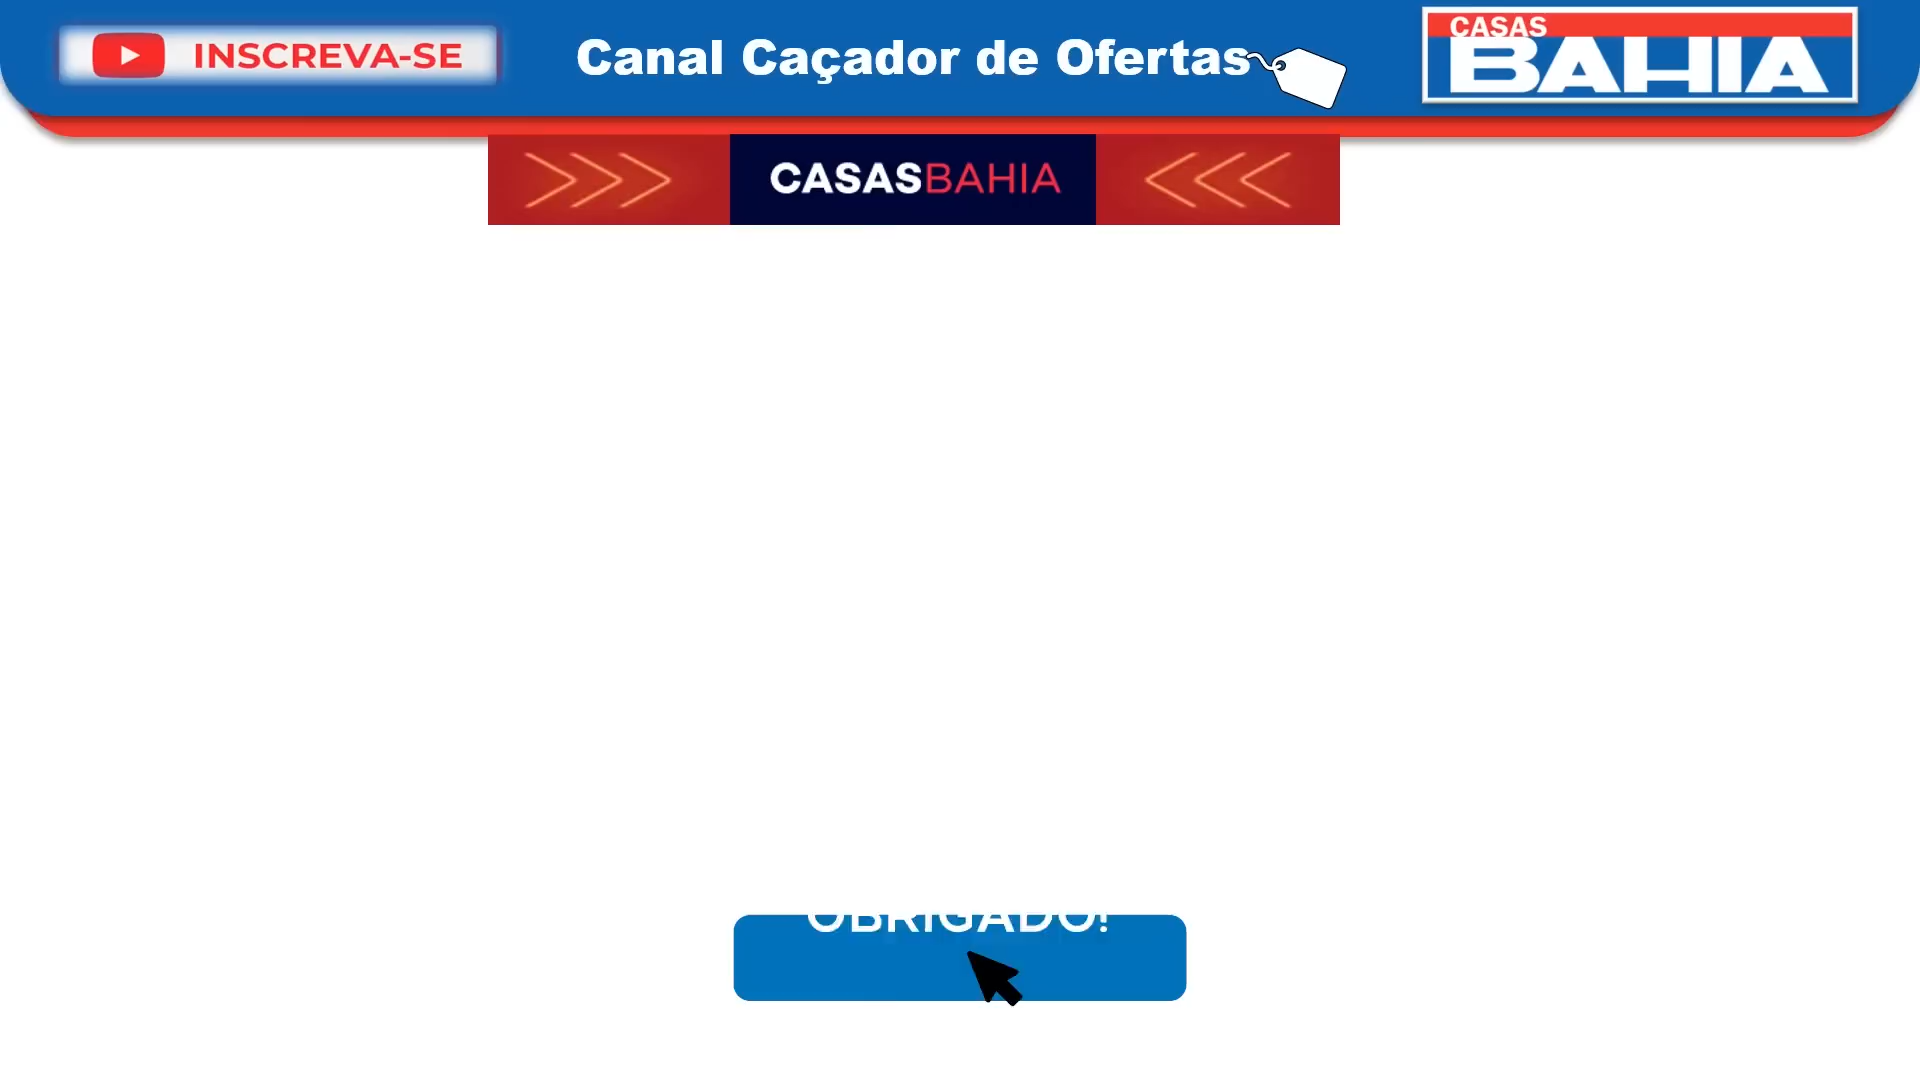 INSCREVA-SE
Canal Caçador de Ofertas
CASAS
BAHIA
CASASBAHIA
OBRIGADO!